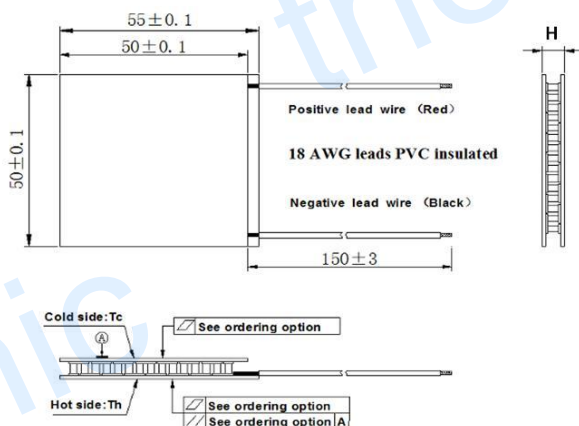 55±0.1
50±0.1
H
50±0.1
Positive lead wire (Red)
18 AWG leads PVC insulated
Negative lead wire (Black)
150±3
Cold side:Tc
See ordering option
A
Hot side:Th
See ordering option
See ordering option A